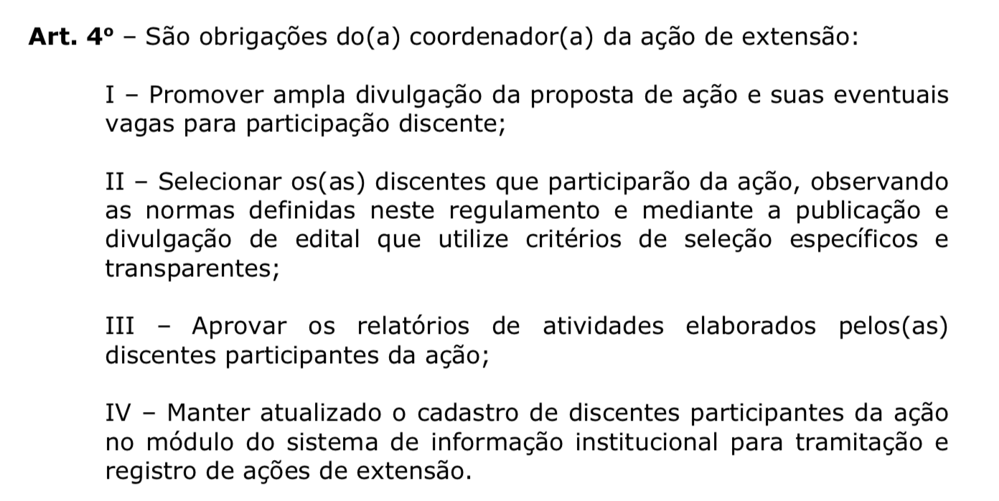 Art. 4º – São obrigações do(a) coordenador(a) da ação de extensão:
I – Promover ampla divulgação da proposta de ação e suas eventuais
vagas para participação discente;
II – Selecionar os(as) discentes que participarão da ação, observando
as normas definidas neste regulamento e mediante a publicação e
divulgação de edital que utilize critérios de seleção específicos e
transparentes;
III – Aprovar os relatórios de atividades elaborados pelos(as)
discentes participantes da ação;
IV – Manter atualizado o cadastro de discentes participantes da ação
no módulo do sistema de informação institucional para tramitação e
registro de ações de extensão.